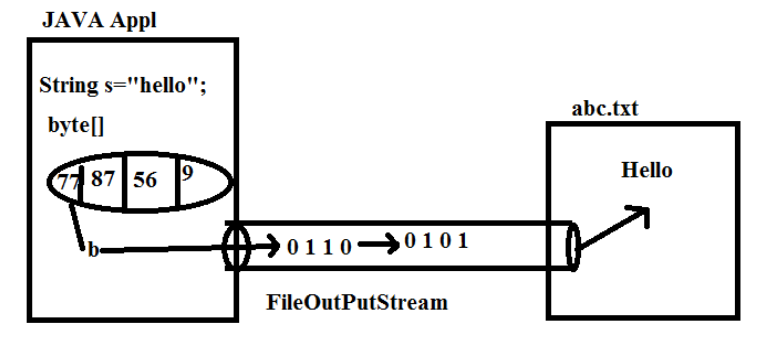 JAVA Appl
String s="hello";
byte[]
77 87 56 9
b
0 1 1 0 0 1 0 1
FileOutPutStream
abc.txt
Hello